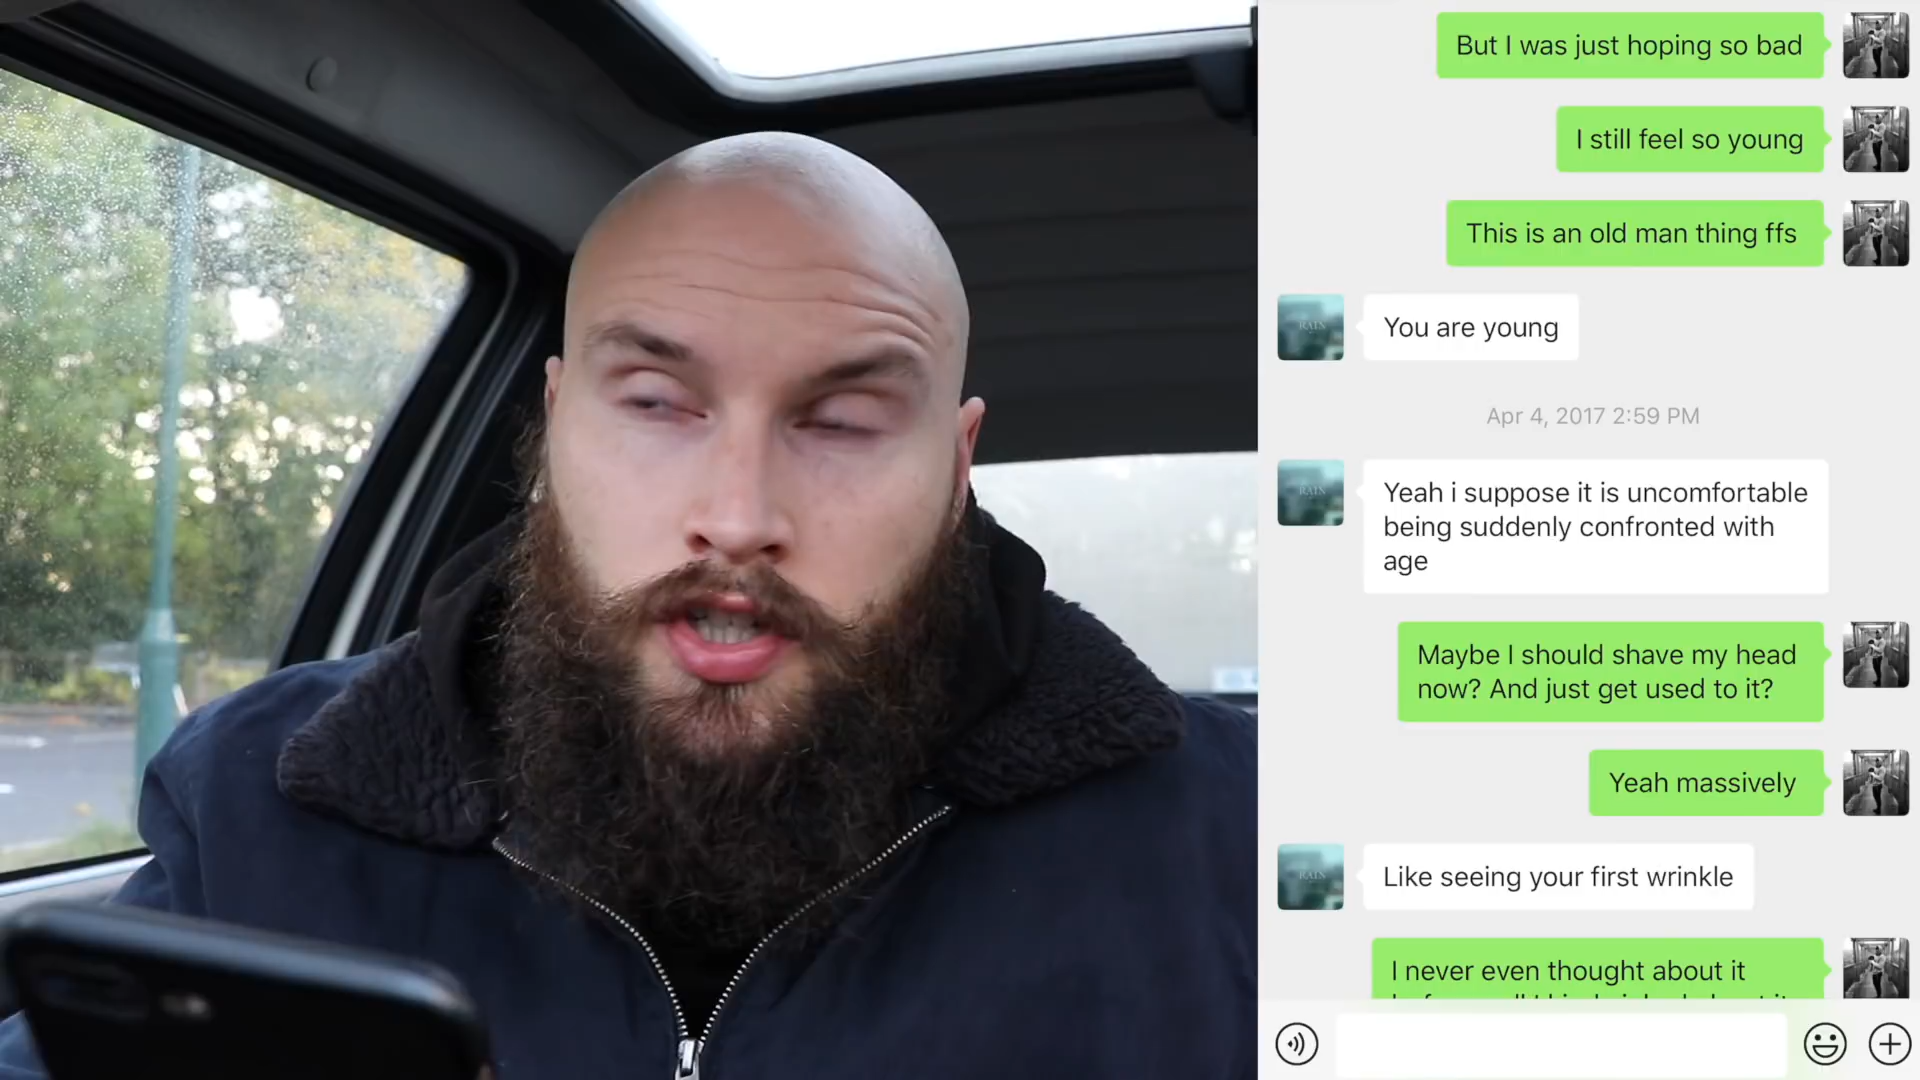 But I was just hoping so bad
I still feel so young
This is an old man thing ffs
RAIN
You are young
Apr 4, 2017 2:59 PM
RAIN
Yeah i suppose it is uncomfortable
being suddenly confronted with
age
Maybe I should shave my head
now? And just get used to it?
Yeah massively
RAIN
Like seeing your first wrinkle
I never even thought about it